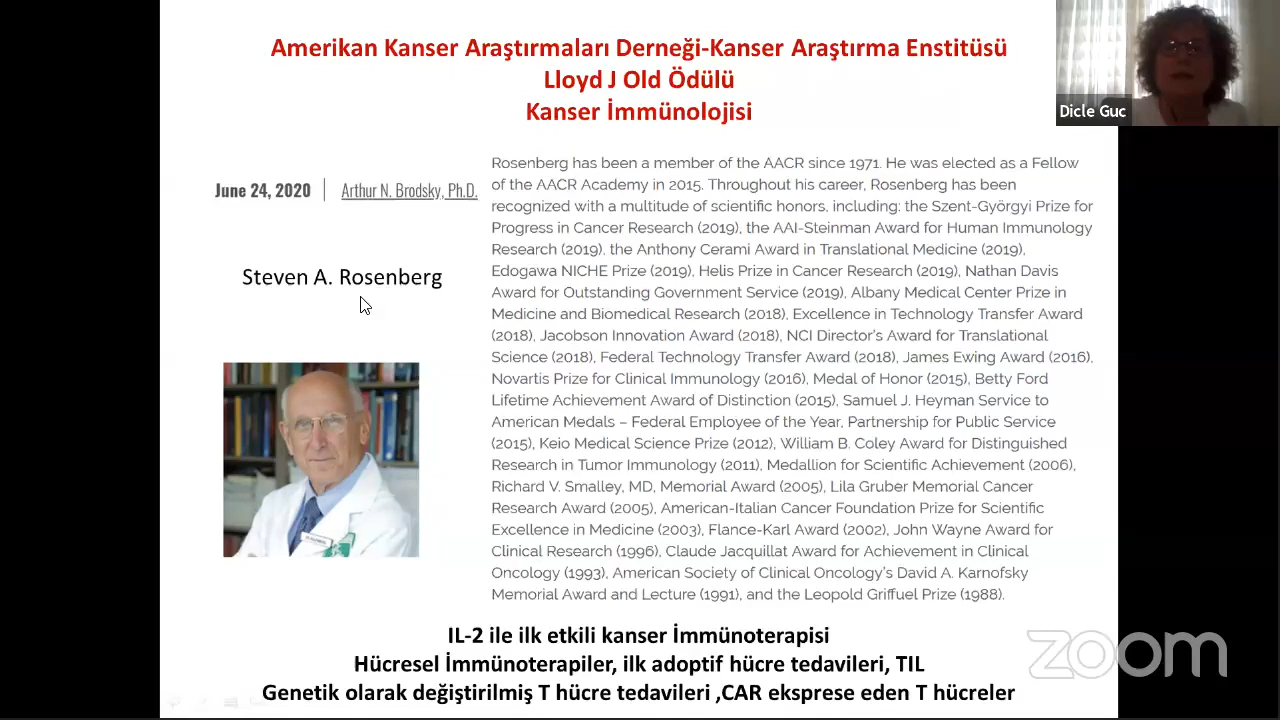 Amerikan Kanser Araştırmaları Derneği-Kanser Araştırma Enstitüsü
Lloyd J Old Ödülü
Kanser İmmünolojisi
Dicle Guc
June 24, 2020 | Arthur N. Brodsky, Ph.D.
Steven A. Rosenberg
Rosenberg has been a member of the AACR since 1971. He was elected as a Fellow
of the AACR Academy in 2015. Throughout his career, Rosenberg has been
recognized with a multitude of scientific honors, including: the Szent-Györgyi Prize for
Progress in Cancer Research (2019), the AAI-Steinman Award for Human Immunology
Research (2019), the Anthony Cerami Award in Translational Medicine (2019),
Edogawa NICHE Prize (2019), Helis Prize in Cancer Research (2019), Nathan Davis
Award for Outstanding Government Service (2019), Albany Medical Center Prize in
Medicine and Biomedical Research (2018), Excellence in Technology Transfer Award
(2018), Jacobson Innovation Award (2018), NCI Director's Award for Translational
Science (2018), Federal Technology Transfer Award (2018), James Ewing Award (2016),
Novartis Prize for Clinical Immunology (2016), Medal of Honor (2015), Betty Ford
Lifetime Achievement Award of Distinction (2015), Samuel J. Heyman Service to
American Medals – Federal Employee of the Year, Partnership for Public Service
(2015), Keio Medical Science Prize (2012), William B. Coley Award for Distinguished
Research in Tumor Immunology (2011), Medallion for Scientific Achievement (2006),
Richard V. Smalley, MD, Memorial Award (2005), Lila Gruber Memorial Cancer
Research Award (2005), American-Italian Cancer Foundation Prize for Scientific
Excellence in Medicine (2003), Flance-Karl Award (2002), John Wayne Award for
Clinical Research (1996), Claude Jacquillat Award for Achievement in Clinical
Oncology (1993), American Society of Clinical Oncology's David A. Karnofsky
Memorial Award and Lecture (1991), and the Leopold Griffuel Prize (1988).
IL-2 ile ilk etkili kanser İmmünoterapisi
Hücresel İmmünoterapiler, ilk adoptif hücre tedavileri, TIL
Genetik olarak değiştirilmiş T hücre tedavileri ,CAR eksprese eden T hücreler
zoom